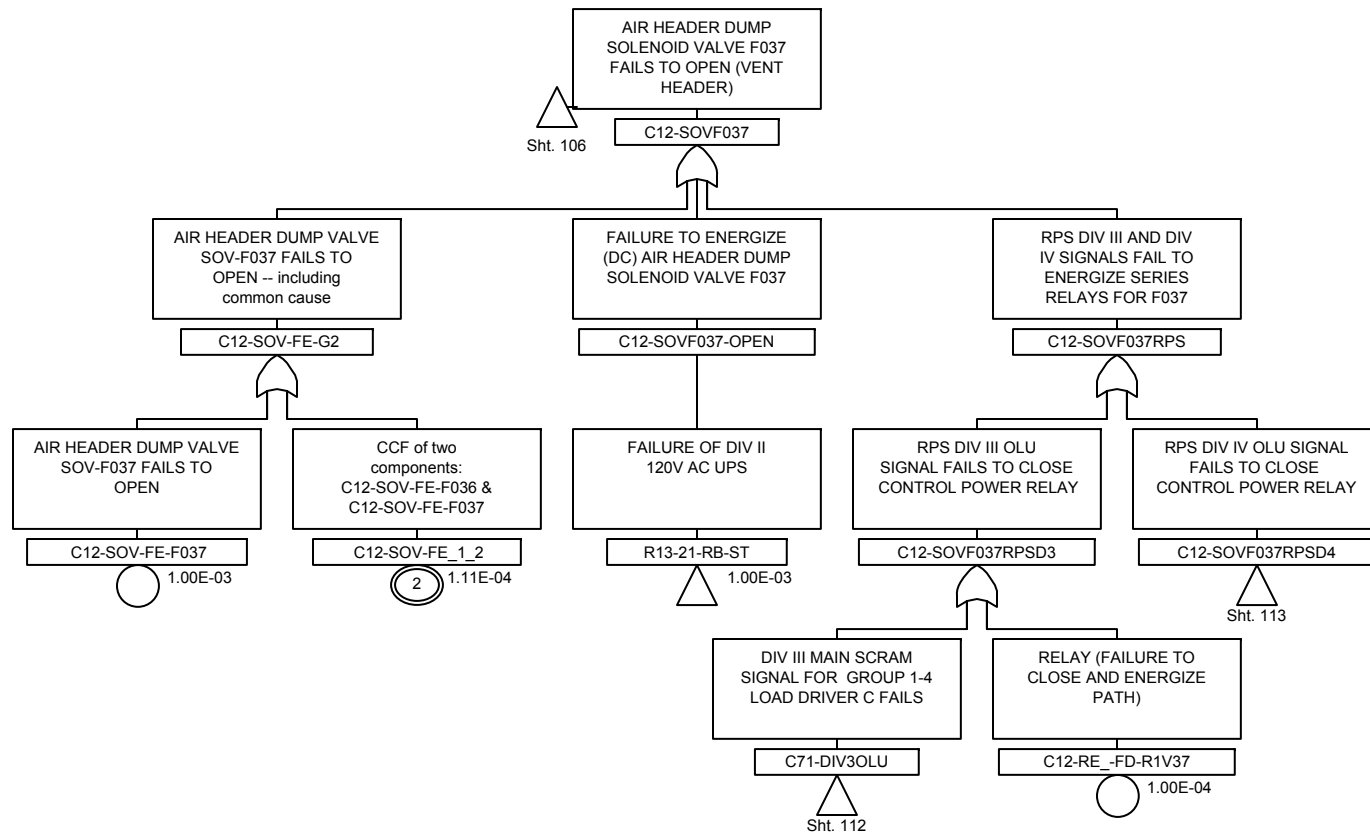 AIR HEADER DUMP
SOLENOID VALVE F037
FAILS TO OPEN (VENT
HEADER)
Sht. 106
C12-SOVF037
AIR HEADER DUMP VALVE
SOV-F037 FAILS TO
OPEN -- including
common cause
C12-SOV-FE-G2
FAILURE TO ENERGIZE
(DC) AIR HEADER DUMP
SOLENOID VALVE F037
C12-SOVF037-OPEN
RPS DIV III AND DIV
IV SIGNALS FAIL TO
ENERGIZE SERIES
RELAYS FOR F037
C12-SOVF037RPS
AIR HEADER DUMP VALVE
SOV-F037 FAILS TO
OPEN
C12-SOV-FE-F037
1.00E-03
CCF of two
components:
C12-SOV-FE-F036 &
C12-SOV-FE-F037
C12-SOV-FE_1_2
2
1.11E-04
FAILURE OF DIV II
120V AC UPS
R13-21-RB-ST
1.00E-03
RPS DIV III OLU
SIGNAL FAILS TO CLOSE
CONTROL POWER RELAY
C12-SOVF037RPSD3
RPS DIV IV OLU SIGNAL
FAILS TO CLOSE
CONTROL POWER RELAY
C12-SOVF037RPSD4
Sht. 113
DIV III MAIN SCRAM
SIGNAL FOR GROUP 1-4
LOAD DRIVER C FAILS
C71-DIV3OLU
Sht. 112
RELAY (FAILURE TO
CLOSE AND ENERGIZE
PATH)
C12-RE_-FD-R1V37
1.00E-04